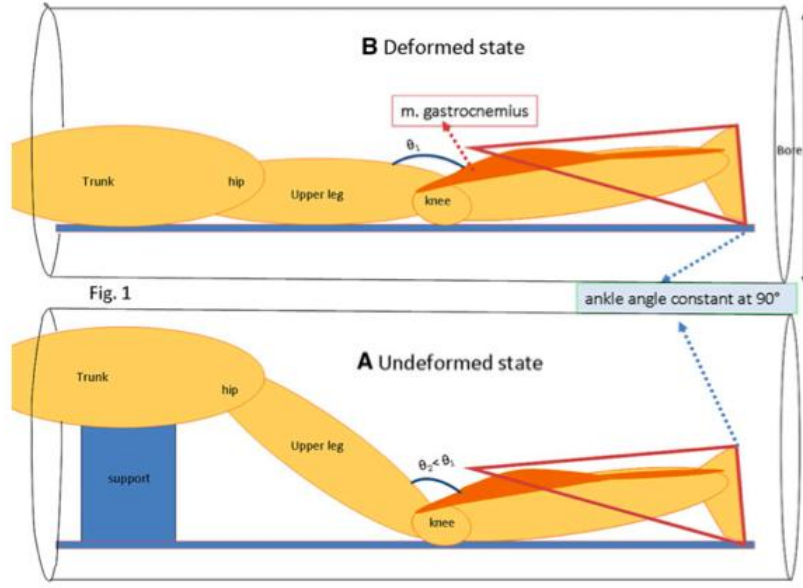 B Deformed state
m. gastrocnemius
θ1
Bore
Trunk
hip
Upper leg
knee
Fig. 1
ankle angle constant at 90°
A Undeformed state
Trunk
hip
Upper leg
θ2< θ1
support
knee